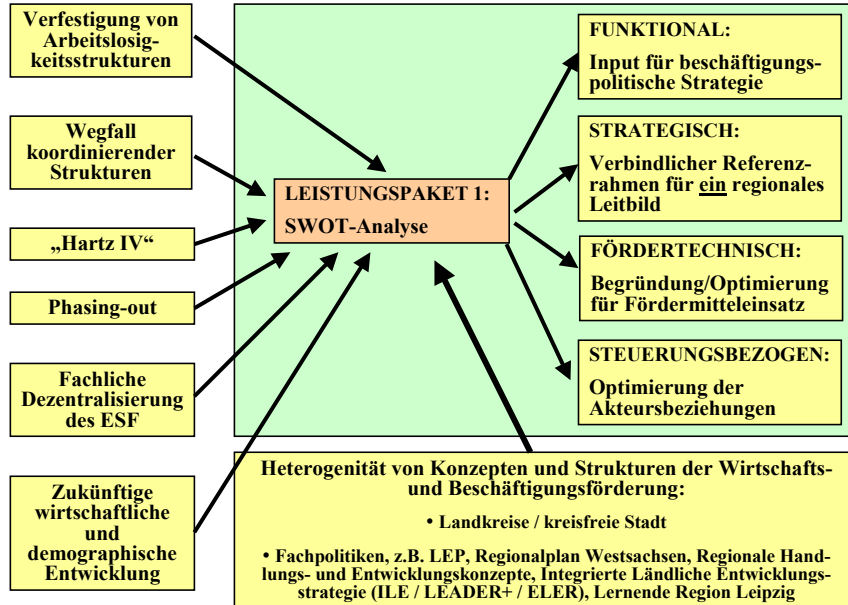 Verfestigung von
Arbeitslosig-
keitsstrukturen
Wegfall
koordinierender
Strukturen
„Hartz IV“
Phasing-out
Fachliche
Dezentralisierung
des ESF
Zukünftige
wirtschaftliche
und
demographische
Entwicklung
LEISTUNGSPAKET 1:
SWOT-Analyse
FUNKTIONAL:
Input für beschäftigungs-
politische Strategie
STRATEGISCH:
Verbindlicher Referenz-
rahmen für ein regionales
Leitbild
FÖRDERTECHNISCH:
Begründung/Optimierung
für Fördermitteleinsatz
STEUERUNGSBEZOGEN:
Optimierung der
Akteursbeziehungen
Heterogenität von Konzepten und Strukturen der Wirtschafts-
und Beschäftigungsförderung:
• Landkreise / kreisfreie Stadt
• Fachpolitiken, z.B. LEP, Regionalplan Westsachsen, Regionale Hand-
lungs- und Entwicklungskonzepte, Integrierte Ländliche Entwicklungs-
strategie (ILE / LEADER+ / ELER), Lernende Region Leipzig